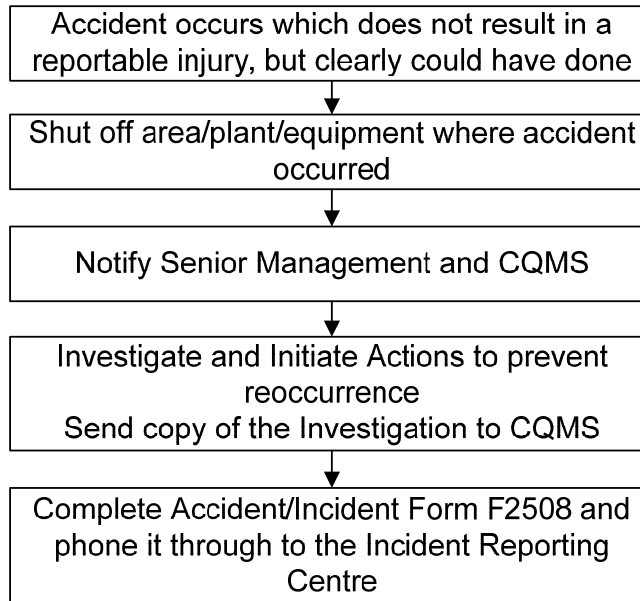 Accident occurs which does not result in a
reportable injury, but clearly could have done
Shut off area/plant/equipment where accident
occurred
Notify Senior Management and CQMS
Investigate and Initiate Actions to prevent
reoccurrence
Send copy of the Investigation to CQMS
Complete Accident/Incident Form F2508 and
phone it through to the Incident Reporting
Centre